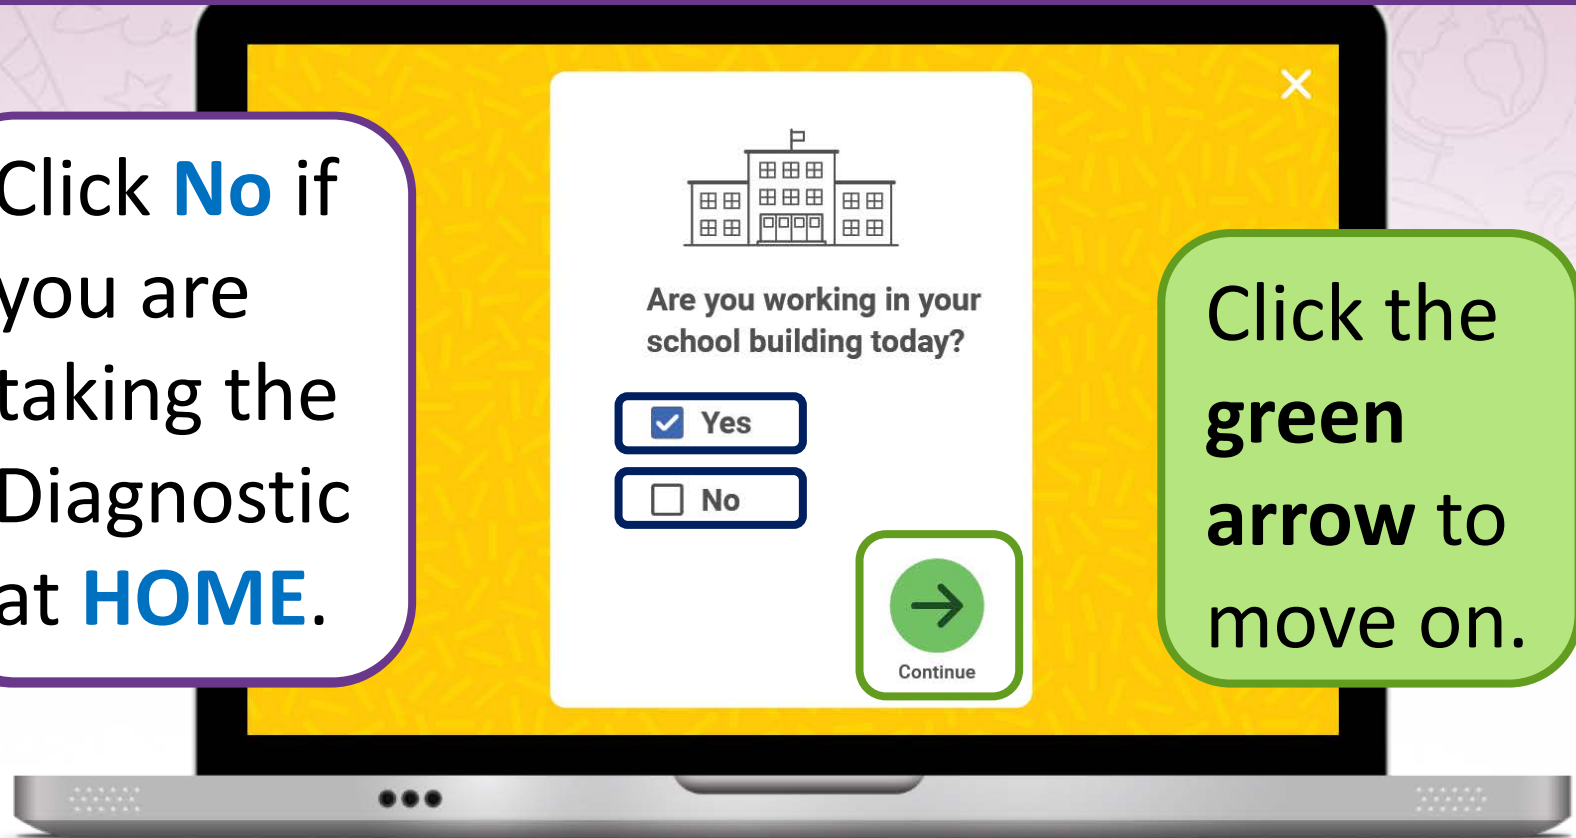 Click No if
you are
taking the
Diagnostic
at HOME.
Are you working in your
school building today?
Yes
No
Continue
Click the
green
arrow to
move on.